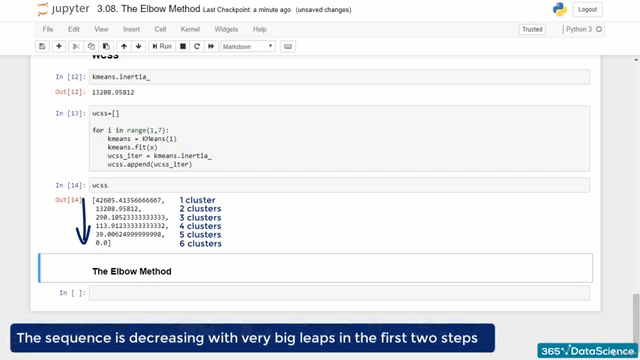 jupyter 3.08. The Elbow Method Last Checkpoint: a minute ago (unsaved changes) Logout
File Edit View Insert Cell Kernel Widgets Help Trusted Python 3
Run Markdown
WCSS
In [12] kmeans.inertia_
Out[12]: 13208.95812
In [13] wcss=[]
for i in range(1,7):
kmeans = KMeans(i)
kmeans.fit(x)
wcss_iter = kmeans.inertia_
wcss.append(wcss_iter)
In [14] wcss
Out[14] [42605.41356666667, 1 cluster
13208.95812, 2 clusters
290.10523333333333, 3 clusters
113.91233333333332, 4 clusters
39.00624999999998, 5 clusters
0.0] 6 clusters
The Elbow Method
In [ ]:
The sequence is decreasing with very big leaps in the first two steps
365 DataScience